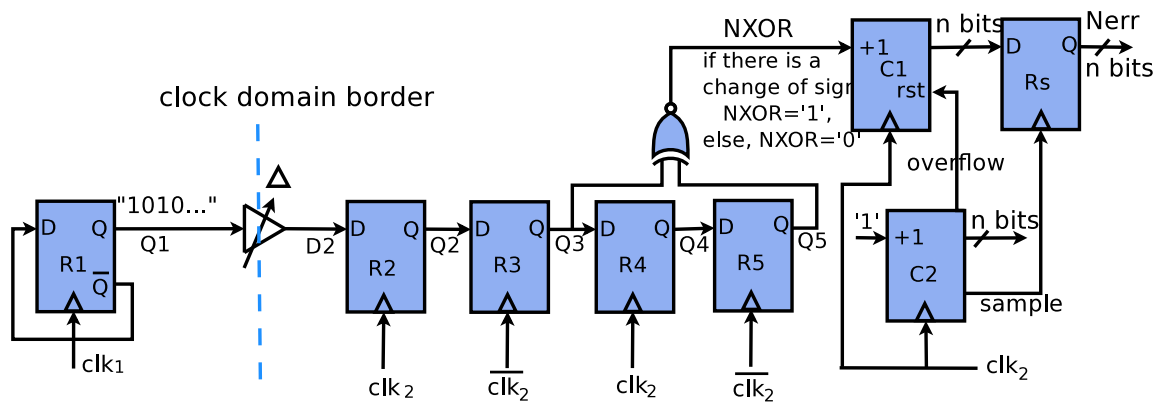 clock domain border
"1010..."
Δ
D
Q
R1
Q
clk1
Q1
D2
D
Q
R2
clk2
Q2
D
Q
R3
clk2
Q3
D
Q
R4
clk2
Q4
D
Q
R5
clk2
Q5
NXOR
if there is a
change of sign
NXOR='1',
else, NXOR='0'
+1
C1
rst
n bits
D
Q
Rs
Nerr
n bits
overflow
'1'
+1
C2
n bits
sample
clk2